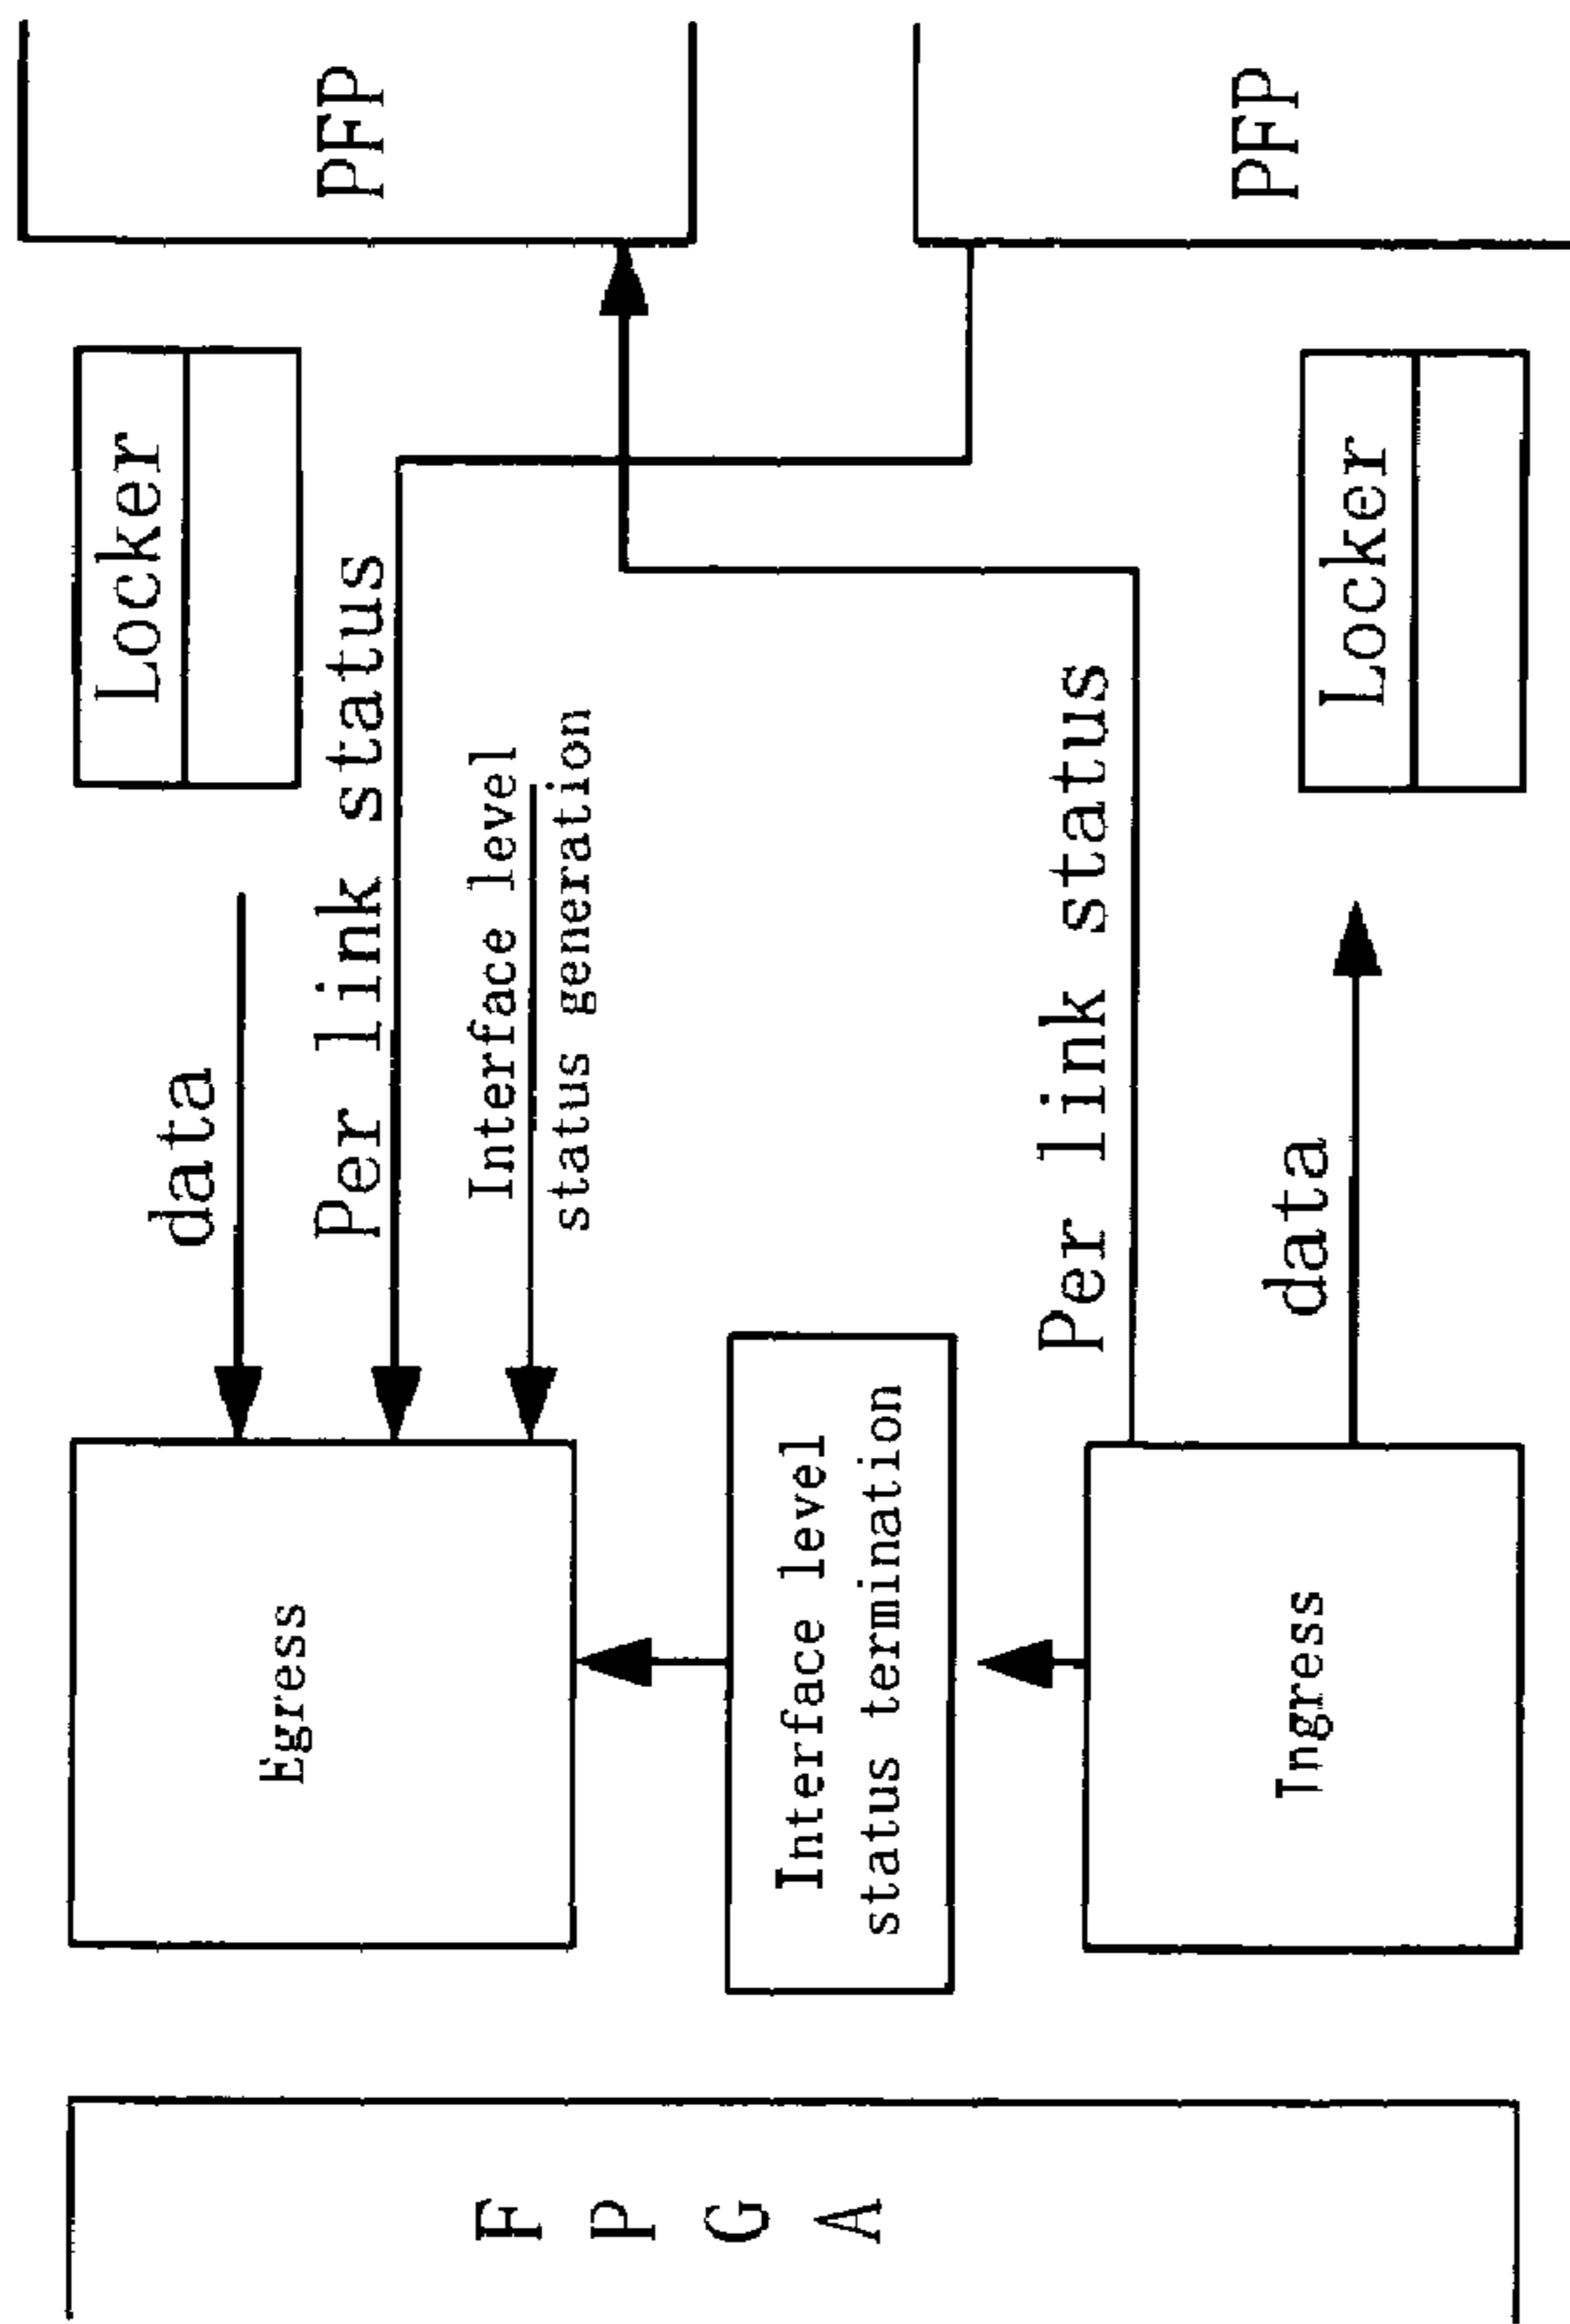 Locker
data
Egress
Per link status
PFP
Interface level
status generation
F
P
G
A
Interface level
status termination
Per link status
PFP
data
Ingress
Locker